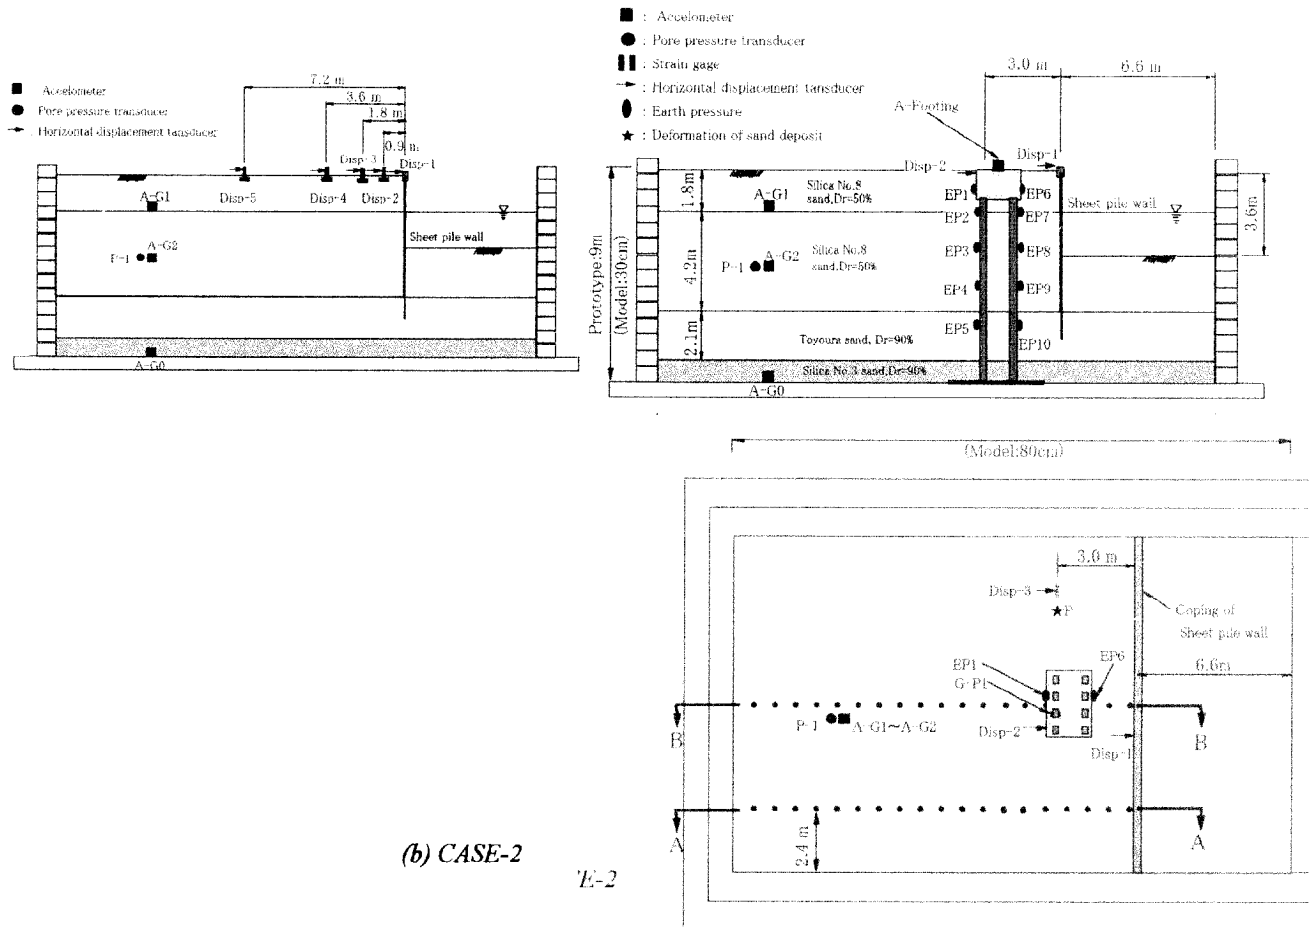 ■ : Accelometer
● : Pore pressure transducer
: Strain gage
→ : Horizontal displacement tansducer
: Earth pressure
★ : Deformation of sand deposit
■ Accelometer
● Pore pressure transducer
→ : Horizontal displacement tansducer
7.2 m
3.6 m
1.8 m
0.9 m
Disp-3
Disp-1
Disp-5
Disp-4
Disp-2
A-G1
A-G2
P-1
Sheet pile wall
A-G0
3.0 m
6.6 m
A-Footing
Disp-2
Disp-1
1.8m
A-G1
Silica No.8
sand,Dr=50%
EP1
EP6
Sheet pile wall
3.6m
EP2
EP7
Prototype:9m
(Model:30cm)
4.2m
P-1
A-G2
Silica No.8
sand,Dr=50%
EP3
EP8
EP4
EP9
2.1m
Toyoura sand, Dr=90%
EP5
EP10
Silica No.3 sand,Dr=90%
A-G0
(Model:80cm)
3.0 m
Disp-3
★P
Coping of
Sheet pile wall
EP1
EP6
G-P1
6.6m
P-1
A-G1～A-G2
Disp-2
Disp-1
B
B
2.4 m
A
A
(b) CASE-2
E-2